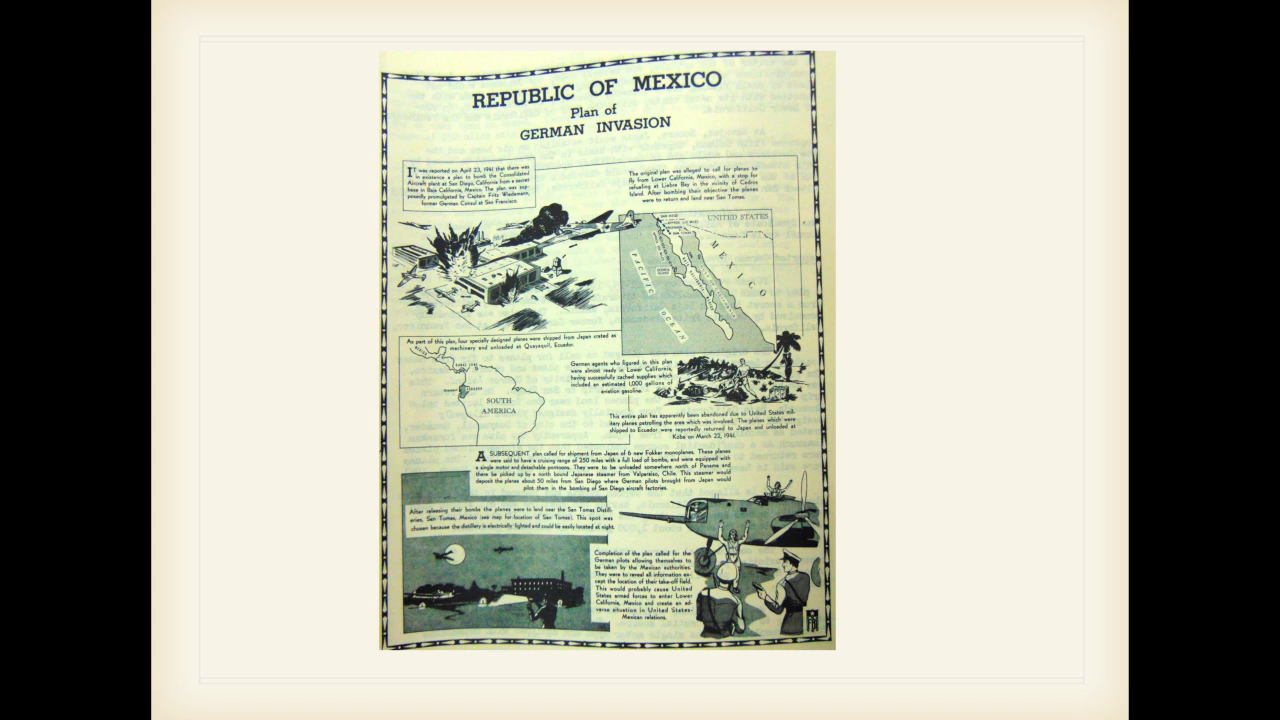 REPUBLIC OF MEXICO
Plan of
GERMAN INVASION
IT was reported on April 23, 1941 that there was
in existence a plan to bomb the Consolidated
Aircraft plant at San Diego, California from a secret
base in Baja California, Mexico. The plan was sup-
posedly promulgated by Captain Fritz Wiedemann,
former German Consul at San Francisco.
The original plan was alleged to call for planes to
fly from Lower California, Mexico, with a stop for
refueling at Liebre Bay in the vicinity of Cedros
Island. After bombing their objective the planes
were to return and land near San Tomas.
UNITED STATES
MEXICO
PACIFIC
OCEAN
As part of this plan, four specially designed planes were shipped from Japan crated as
machinery and unloaded at Quayaquil, Ecuador.
SOUTH
AMERICA
German agents who figured in this plan
were almost ready in Lower California,
having successfully cached supplies which
included an estimated 1,000 gallons of
aviation gasoline.
This entire plan has apparently been abandoned due to United States mil-
itary planes patrolling the area which was involved. The planes which were
shipped to Ecuador were reportedly returned to Japan and unloaded at
Kobe on March 22, 1941.
A SUBSEQUENT plan called for shipment from Japan of 6 new Fokker monoplanes. These planes
were said to have a cruising range of 250 miles with a full load of bombs, and were equipped with
a single motor and detachable pontoons. They were to be unloaded somewhere north of Panama and
there be picked up by a north bound Japanese steamer from Valparaiso, Chile. This steamer would
deposit the planes about 50 miles from San Diego where German pilots brought from Japan would
pilot them in the bombing of San Diego aircraft factories.
After releasing their bombs the planes were to land near the San Tomas Distill-
eries, San Tomas, Mexico (see map for location of San Tomas). This spot was
chosen because the distillery is electrically lighted and could be easily located at night.
Completion of the plan called for the
German pilots allowing themselves to
be taken by the Mexican authorities.
They were to reveal all information ex-
cept the location of their take-off field.
This would probably cause United
States armed forces to enter Lower
California, Mexico and create an ad-
verse situation in United States-
Mexican relations.